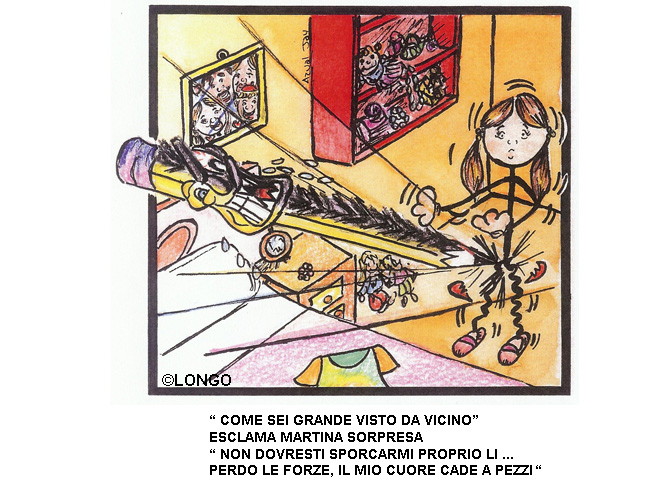 ©LONGO
“ COME SEI GRANDE VISTO DA VICINO”
ESCLAMA MARTINA SORPRESA
“ NON DOVRESTI SPORCARMI PROPRIO LI ...
PERDO LE FORZE, IL MIO CUORE CADE A PEZZI “